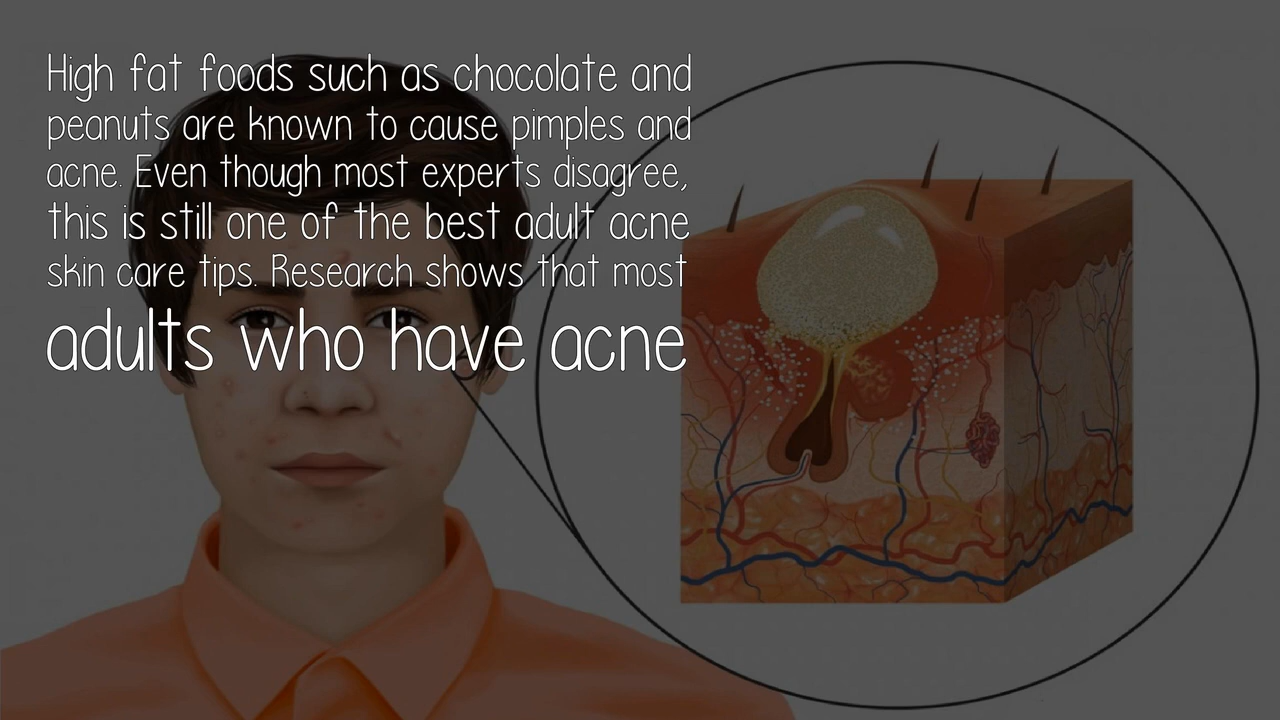 High fat foods such as chocolate and
peanuts are known to cause pimples and
acne. Even though most experts disagree,
this is still one of the best adult acne
skin care tips. Research shows that most
adults who have acne